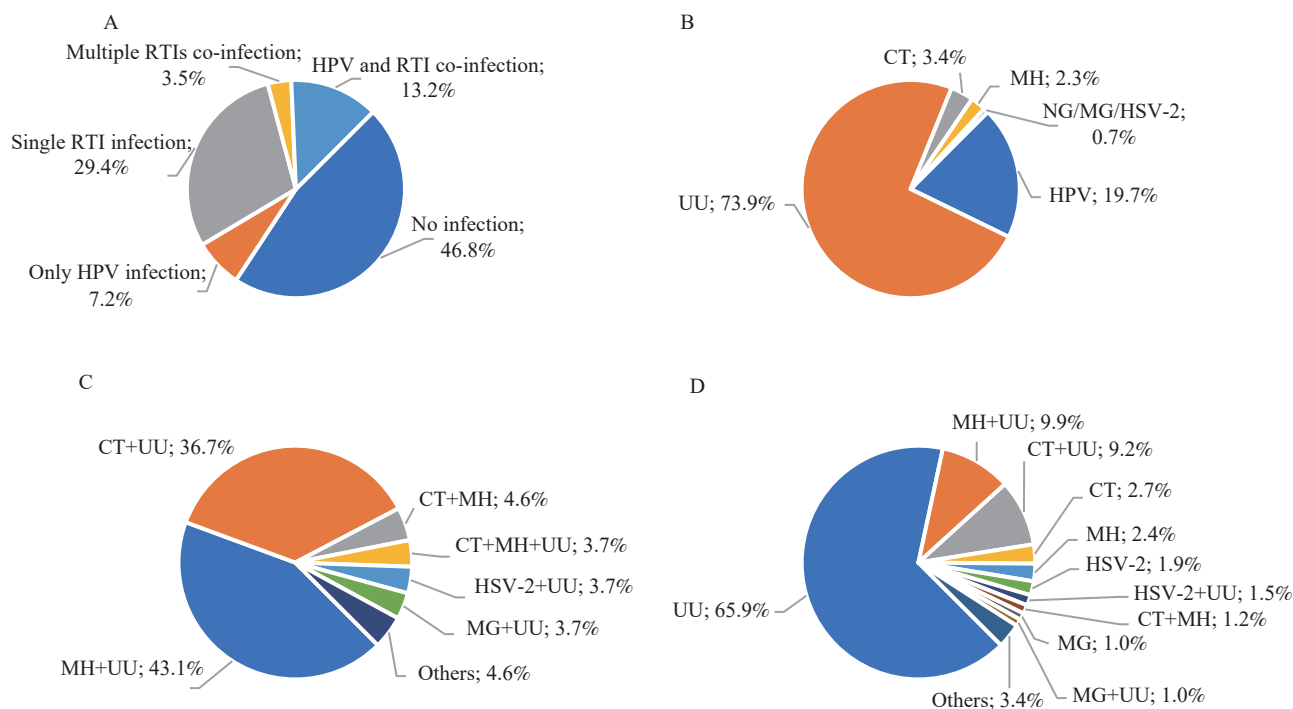 A
Multiple RTIs co-infection;
3.5%
HPV and RTI co-infection;
13.2%
Single RTI infection;
29.4%
No infection;
46.8%
Only HPV infection;
7.2%
B
CT; 3.4%
MH; 2.3%
NG/MG/HSV-2;
0.7%
UU; 73.9%
HPV; 19.7%
C
CT+UU; 36.7%
CT+MH; 4.6%
CT+MH+UU; 3.7%
HSV-2+UU; 3.7%
MG+UU; 3.7%
Others; 4.6%
MH+UU; 43.1%
D
MH+UU; 9.9%
CT+UU; 9.2%
CT; 2.7%
MH; 2.4%
HSV-2; 1.9%
HSV-2+UU; 1.5%
CT+MH; 1.2%
MG; 1.0%
MG+UU; 1.0%
Others; 3.4%
UU; 65.9%